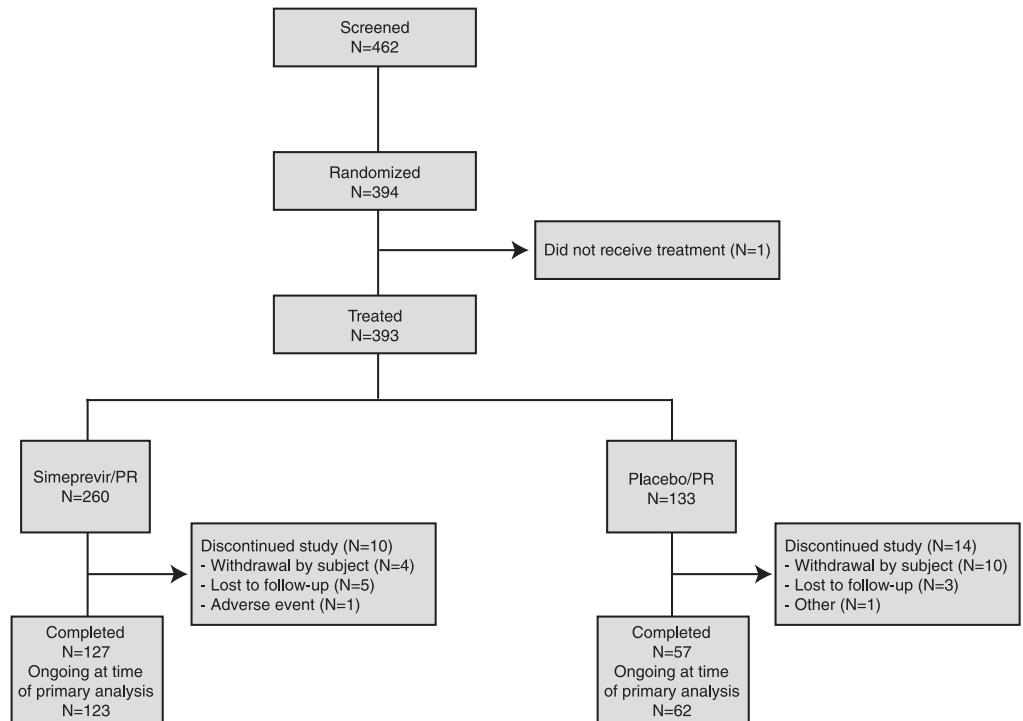 Screened
N=462
Randomized
N=394
Did not receive treatment (N=1)
Treated
N=393
Simeprevir/PR
N=260
Placebo/PR
N=133
Discontinued study (N=10)
- Withdrawal by subject (N=4)
- Lost to follow-up (N=5)
- Adverse event (N=1)
Discontinued study (N=14)
- Withdrawal by subject (N=10)
- Lost to follow-up (N=3)
- Other (N=1)
Completed
N=127
Ongoing at time
of primary analysis
N=123
Completed
N=57
Ongoing at time
of primary analysis
N=62